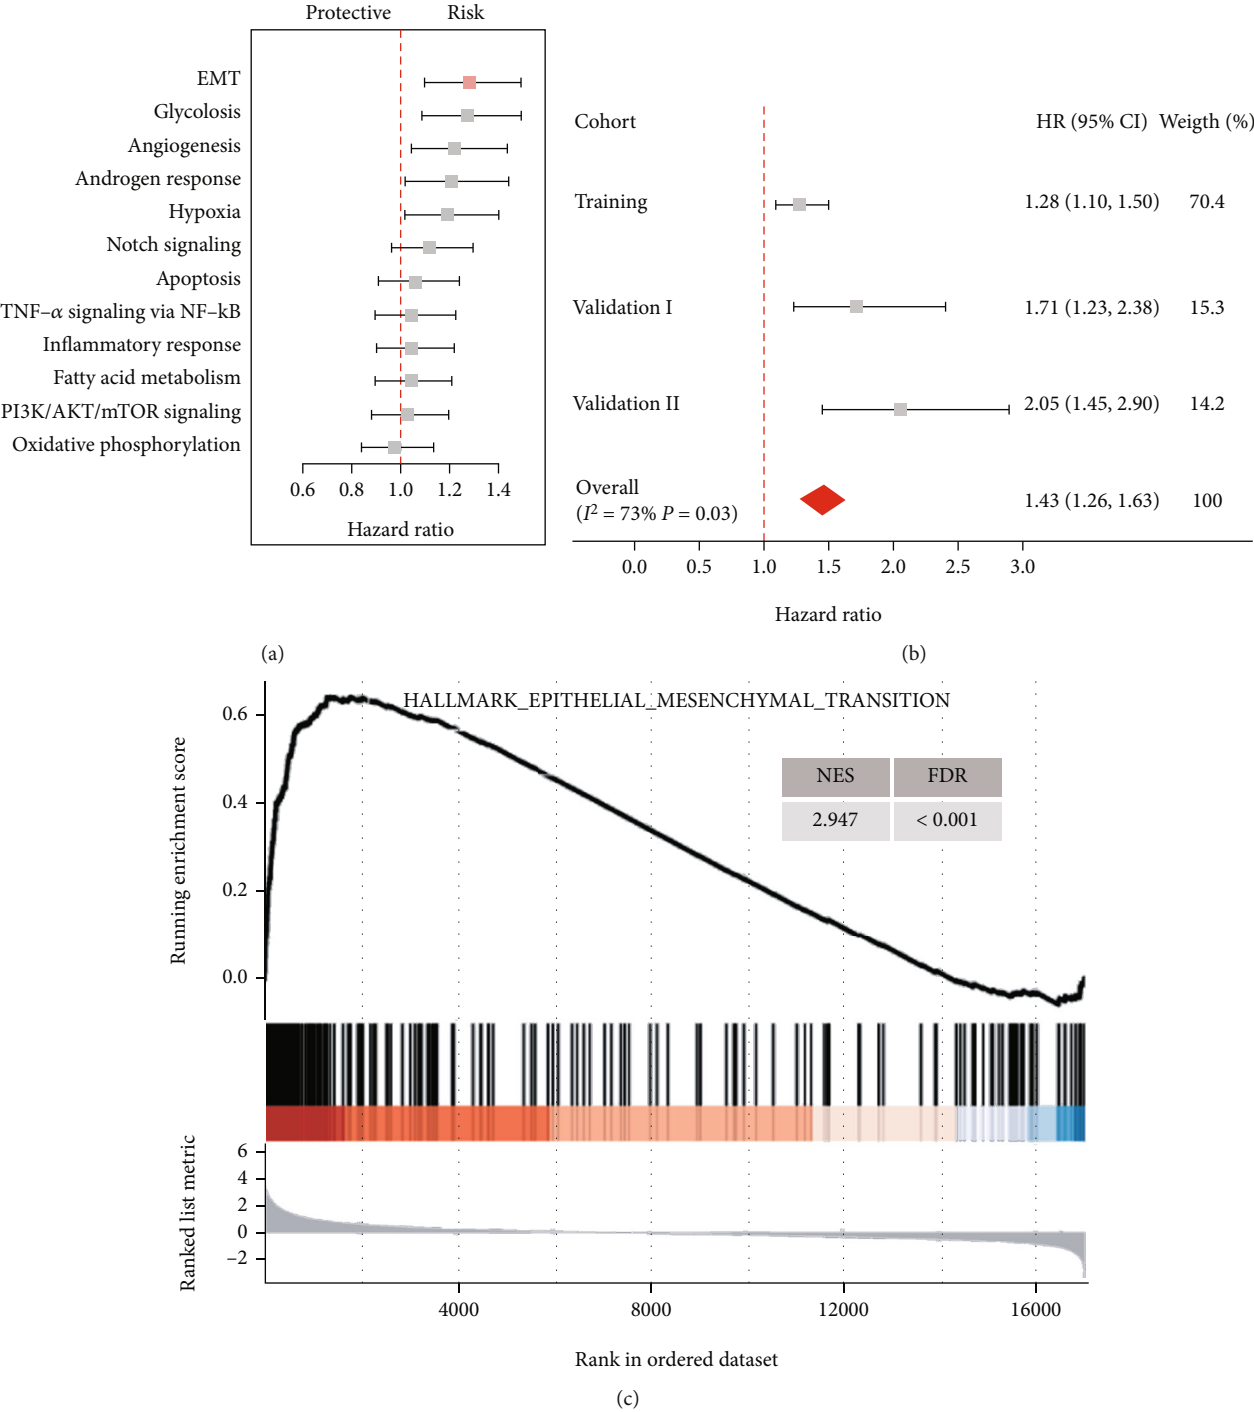 Protective Risk
EMT
Glycolosis
Angiogenesis
Androgen response
Hypoxia
Notch signaling
Apoptosis
TNF–α signaling via NF–kB
Inflammatory response
Fatty acid metabolism
PI3K/AKT/mTOR signaling
Oxidative phosphorylation
0.6 0.8 1.0 1.2 1.4
Hazard ratio
(a)
Cohort HR (95% CI) Weigth (%)
Training 1.28 (1.10, 1.50) 70.4
Validation I 1.71 (1.23, 2.38) 15.3
Validation II 2.05 (1.45, 2.90) 14.2
Overall
(I² = 73% P = 0.03) 1.43 (1.26, 1.63) 100
0.0 0.5 1.0 1.5 2.0 2.5 3.0
Hazard ratio
(b)
HALLMARK_EPITHELIAL_MESENCHYMAL_TRANSITION
NES FDR
2.947 < 0.001
Running enrichment score
0.6
0.4
0.2
0.0
Ranked list metric
6
4
2
0
–2
4000 8000 12000 16000
Rank in ordered dataset
(c)